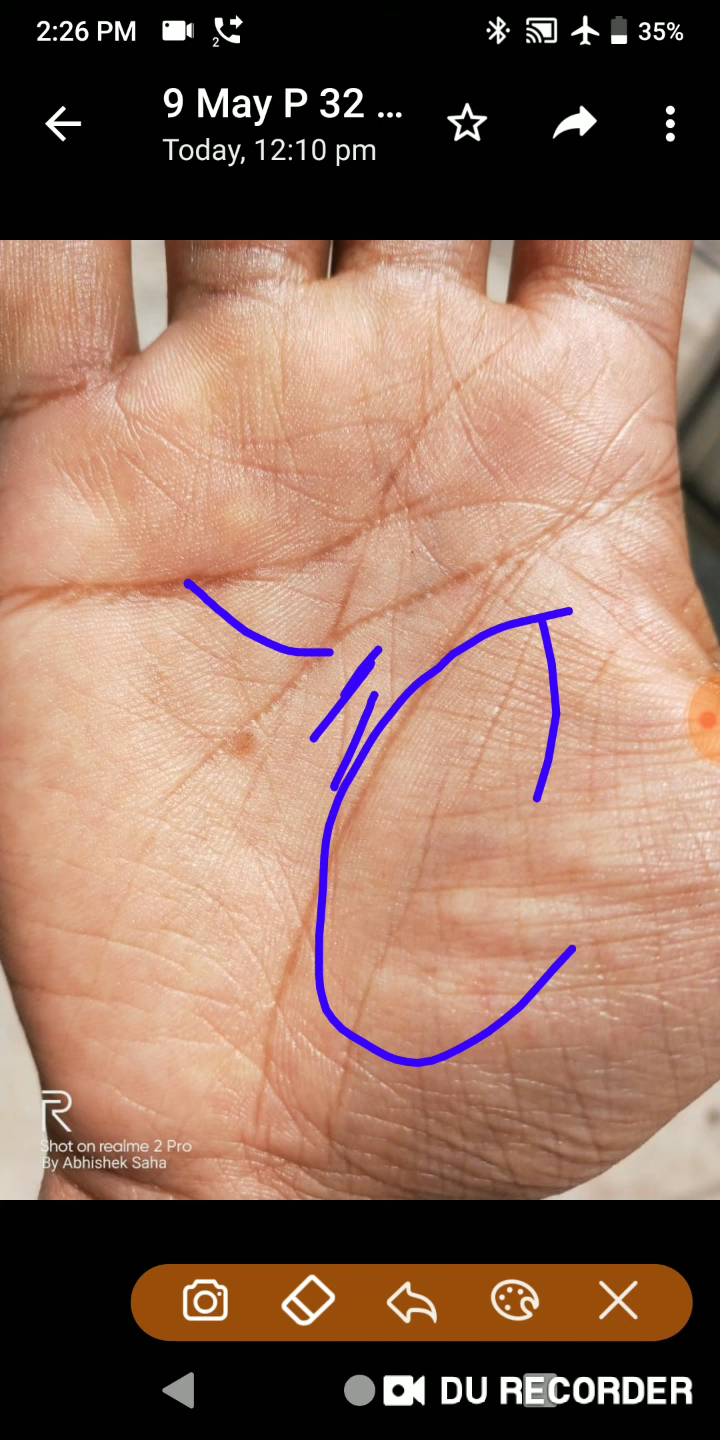 2:26 PM 2 35%
9 May P 32 ...
Today, 12:10 pm
R
Shot on realme 2 Pro
By Abhishek Saha
DU RECORDER